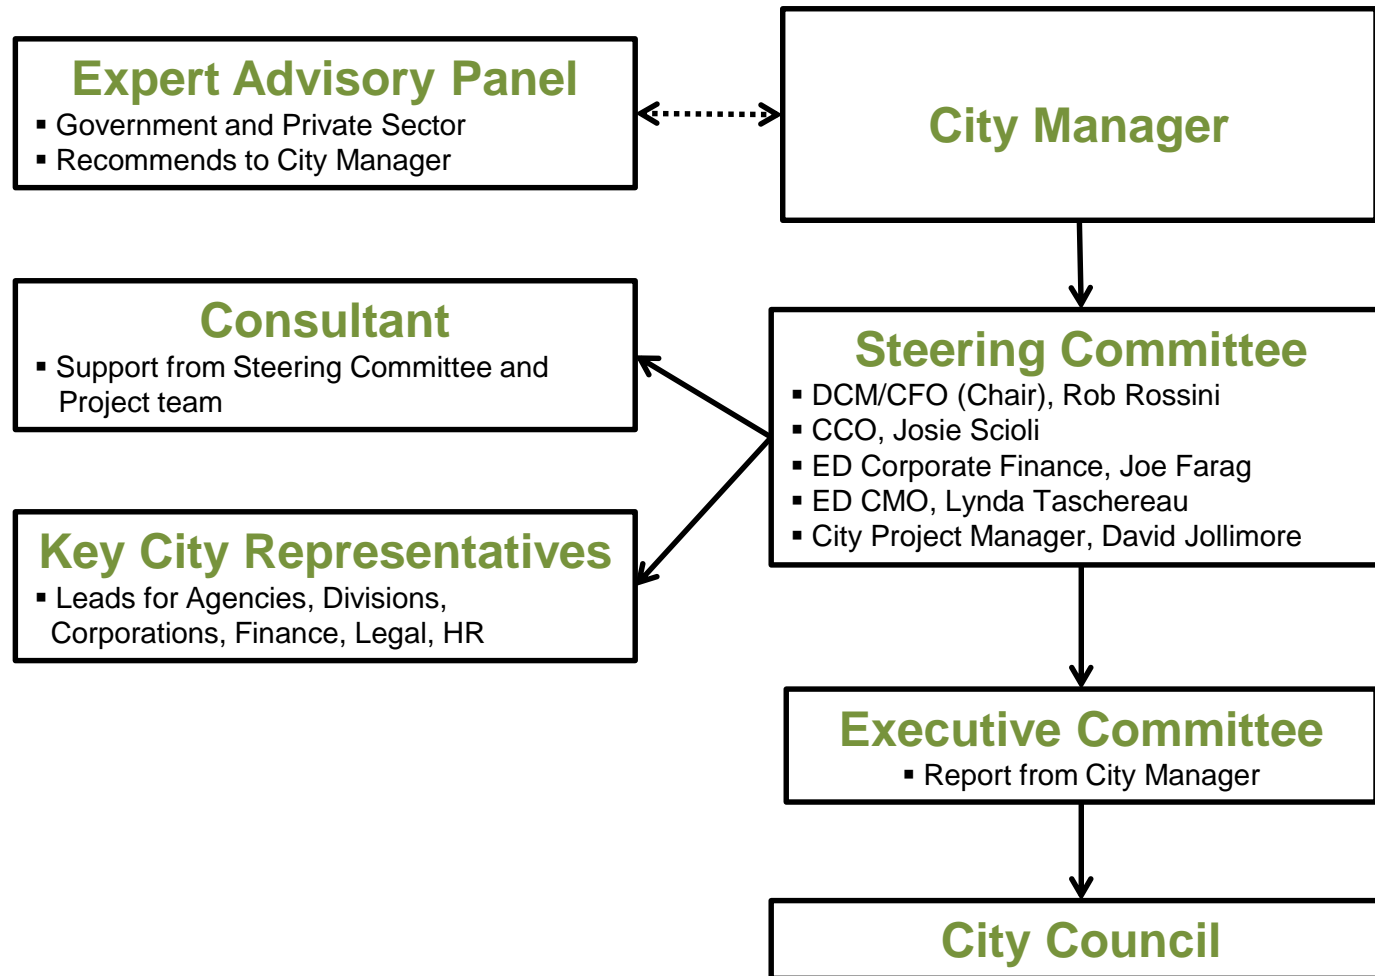 Expert Advisory Panel
▪ Government and Private Sector
▪ Recommends to City Manager
City Manager
Consultant
▪ Support from Steering Committee and
Project team
Steering Committee
▪ DCM/CFO (Chair), Rob Rossini
▪ CCO, Josie Scioli
▪ ED Corporate Finance, Joe Farag
▪ ED CMO, Lynda Taschereau
▪ City Project Manager, David Jollimore
Key City Representatives
▪ Leads for Agencies, Divisions,
Corporations, Finance, Legal, HR
Executive Committee
▪ Report from City Manager
City Council